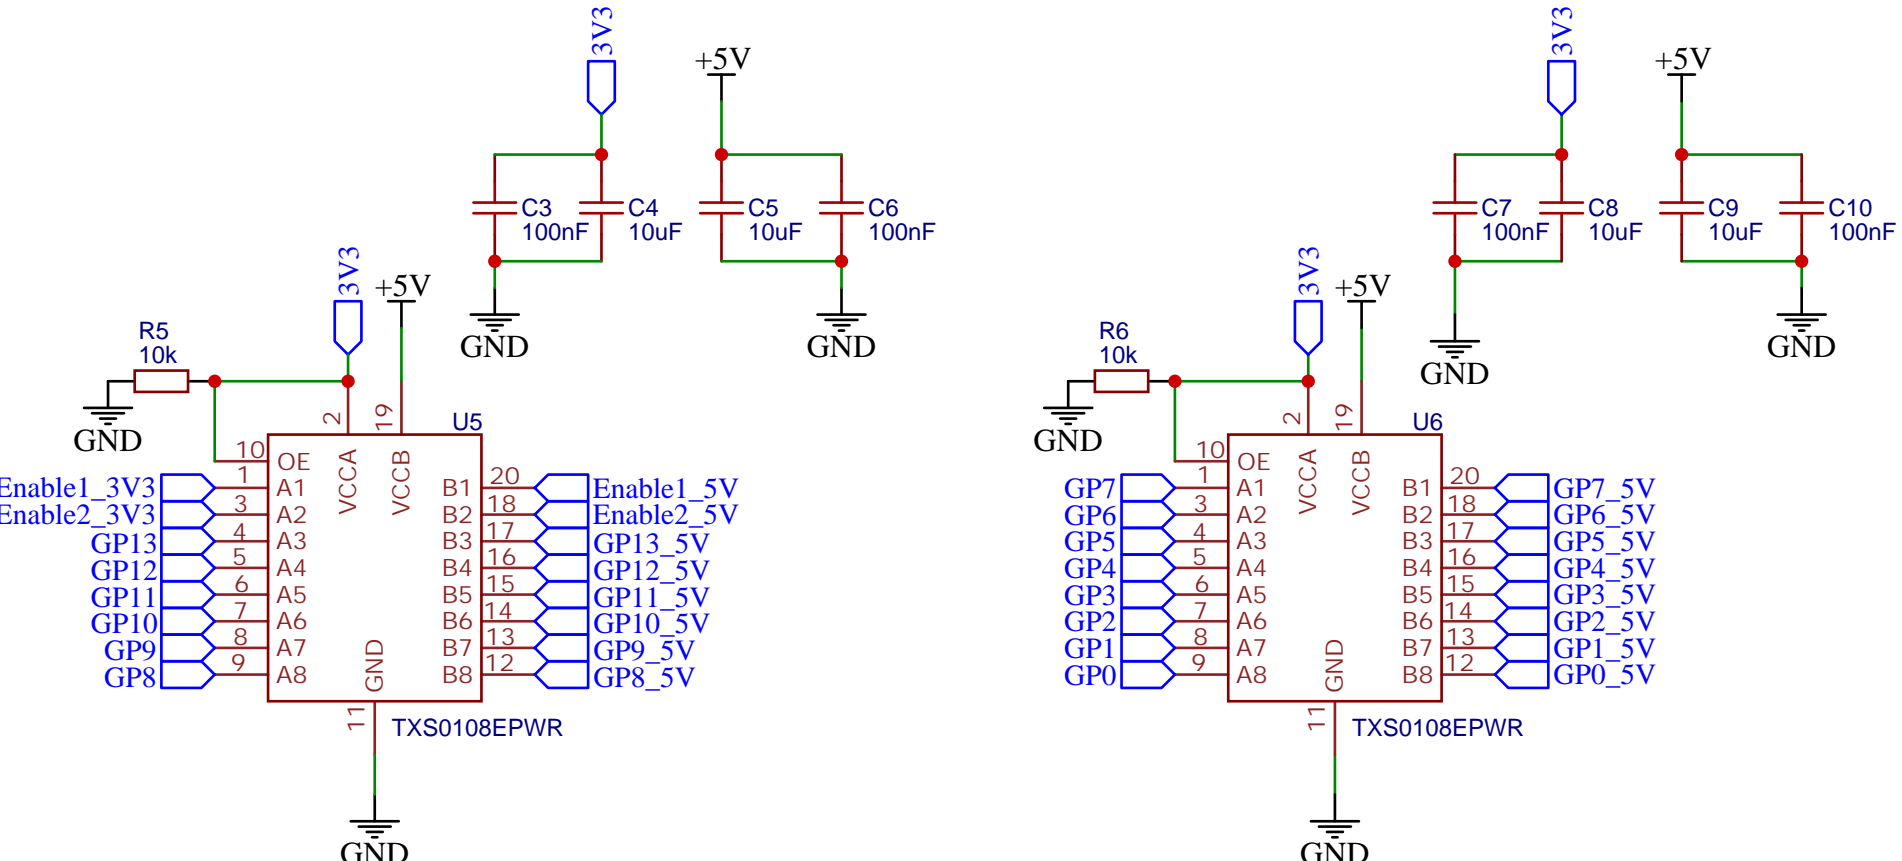 3V3
+5V
C3
100nF
C4
10uF
C5
10uF
C6
100nF
GND
GND
3V3
+5V
R5
10k
GND
2
19
U5
10
OE
VCCA
VCCB
Enable1_3V3
1
A1
B1
20
Enable1_5V
Enable2_3V3
3
A2
B2
18
Enable2_5V
GP13
4
A3
B3
17
GP13_5V
GP12
5
A4
B4
16
GP12_5V
GP11
6
A5
B5
15
GP11_5V
GP10
7
A6
B6
14
GP10_5V
GP9
8
A7
B7
13
GP9_5V
GP8
9
A8
B8
12
GP8_5V
GND
11
TXS0108EPWR
GND
3V3
+5V
C7
100nF
C8
10uF
C9
10uF
C10
100nF
GND
GND
3V3
+5V
R6
10k
GND
2
19
U6
10
OE
VCCA
VCCB
GP7
1
A1
B1
20
GP7_5V
GP6
3
A2
B2
18
GP6_5V
GP5
4
A3
B3
17
GP5_5V
GP4
5
A4
B4
16
GP4_5V
GP3
6
A5
B5
15
GP3_5V
GP2
7
A6
B6
14
GP2_5V
GP1
8
A7
B7
13
GP1_5V
GP0
9
A8
B8
12
GP0_5V
GND
11
TXS0108EPWR
GND